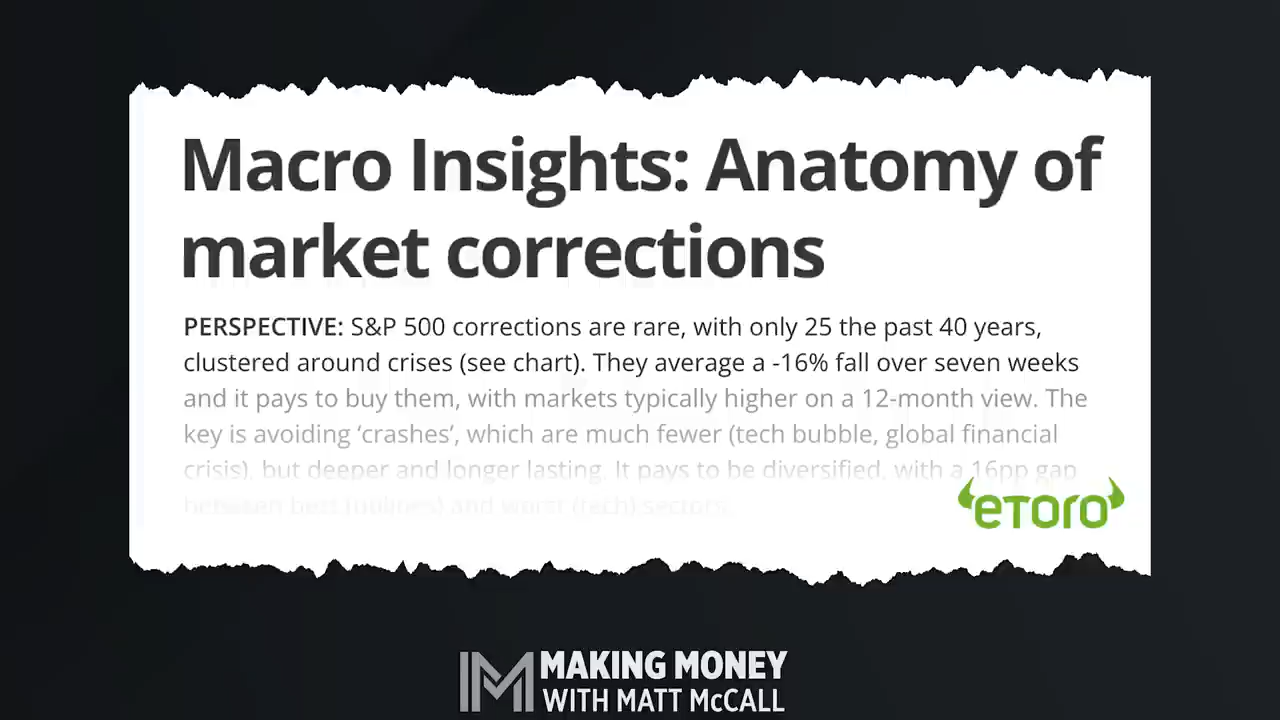 Macro Insights: Anatomy of
market corrections
PERSPECTIVE: S&P 500 corrections are rare, with only 25 the past 40 years,
clustered around crises (see chart). They average a -16% fall over seven weeks
and it pays to buy them, with markets typically higher on a 12-month view. The
key is avoiding ‘crashes’, which are much fewer (tech bubble, global financial
crisis), but deeper and longer lasting. It pays to be diversified, with a 16pp gap
between best (utilities) and worst (tech) sectors.
eToro
IM MAKING MONEY
WITH MATT McCALL